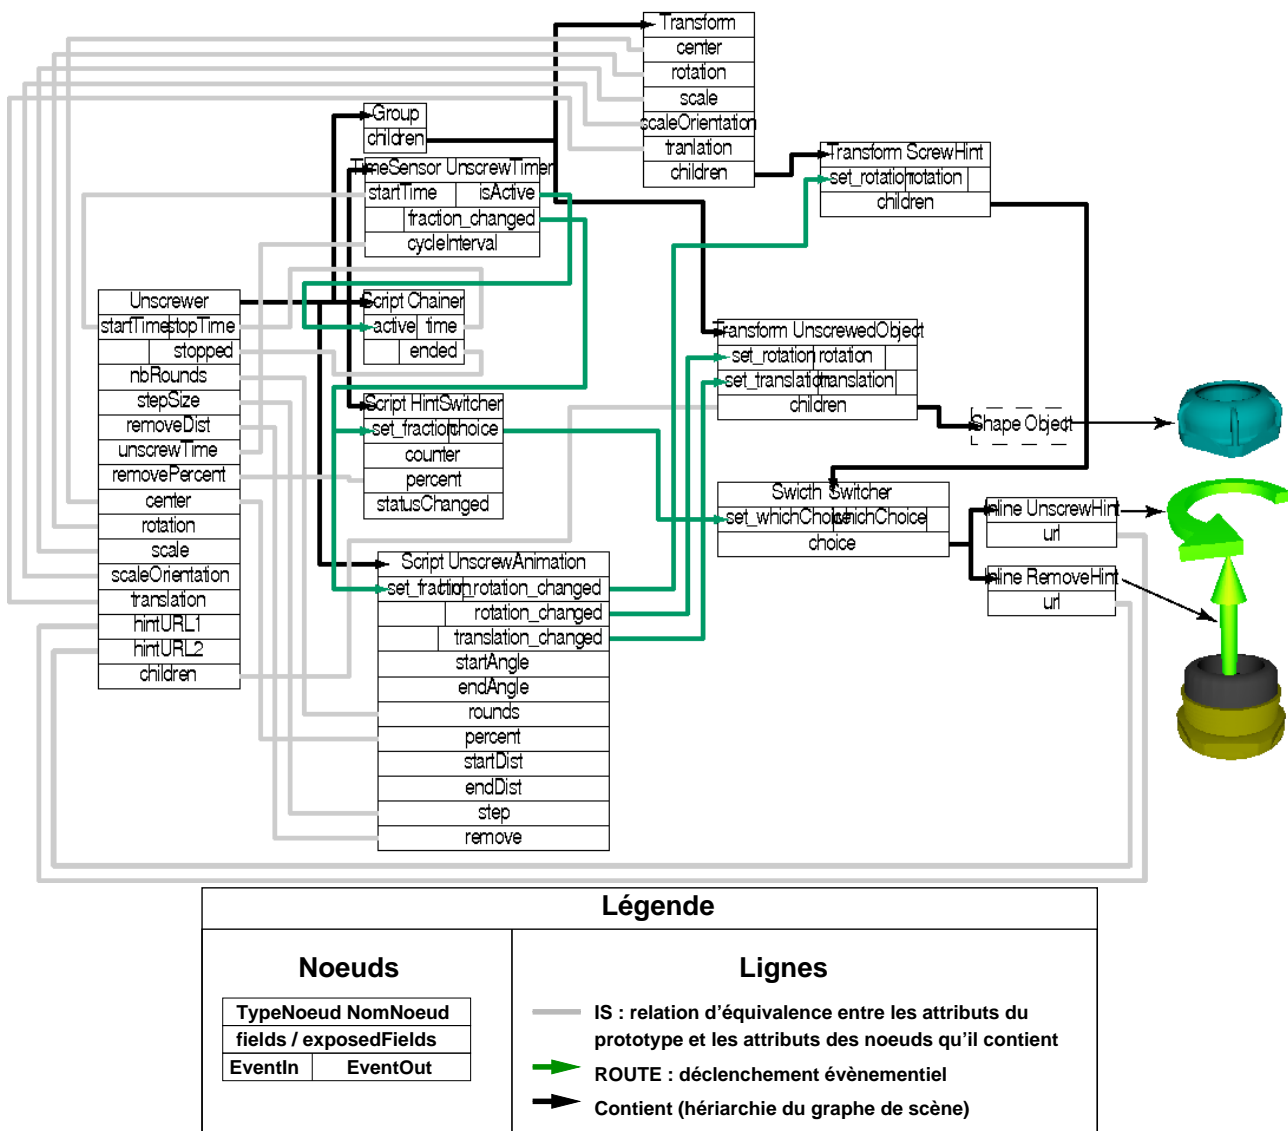 Transform
center
rotation
scale
scaleOrientation
tranlation
children
Group
children
TimeSensor UnscrewTimer
startTime isActive
fraction_changed
cycleInterval
Transform ScrewHint
set_rotation rotation
children
Unscrewer
startTime stopTime
stopped
nbRounds
stepSize
removeDist
unscrewTime
removePercent
center
rotation
scale
scaleOrientation
translation
hintURL1
hintURL2
children
Script Chainer
active time
ended
Script HintSwitcher
set_fraction choice
counter
percent
statusChanged
Transform UnscrewedObject
set_rotation rotation
set_translation translation
children
Shape Object
Swicth Switcher
set_whichChoice whichChoice
choice
Inline UnscrewHint
url
Inline RemoveHint
url
Script UnscrewAnimation
set_fraction hint_rotation_changed
rotation_changed
translation_changed
startAngle
endAngle
rounds
percent
startDist
endDist
step
remove
Légende
Noeuds
TypeNoeud NomNoeud
fields / exposedFields
EventIn EventOut
Lignes
IS : relation d'équivalence entre les attributs du
prototype et les attributs des noeuds qu'il contient
ROUTE : déclenchement évènementiel
Contient (hériarchie du graphe de scène)